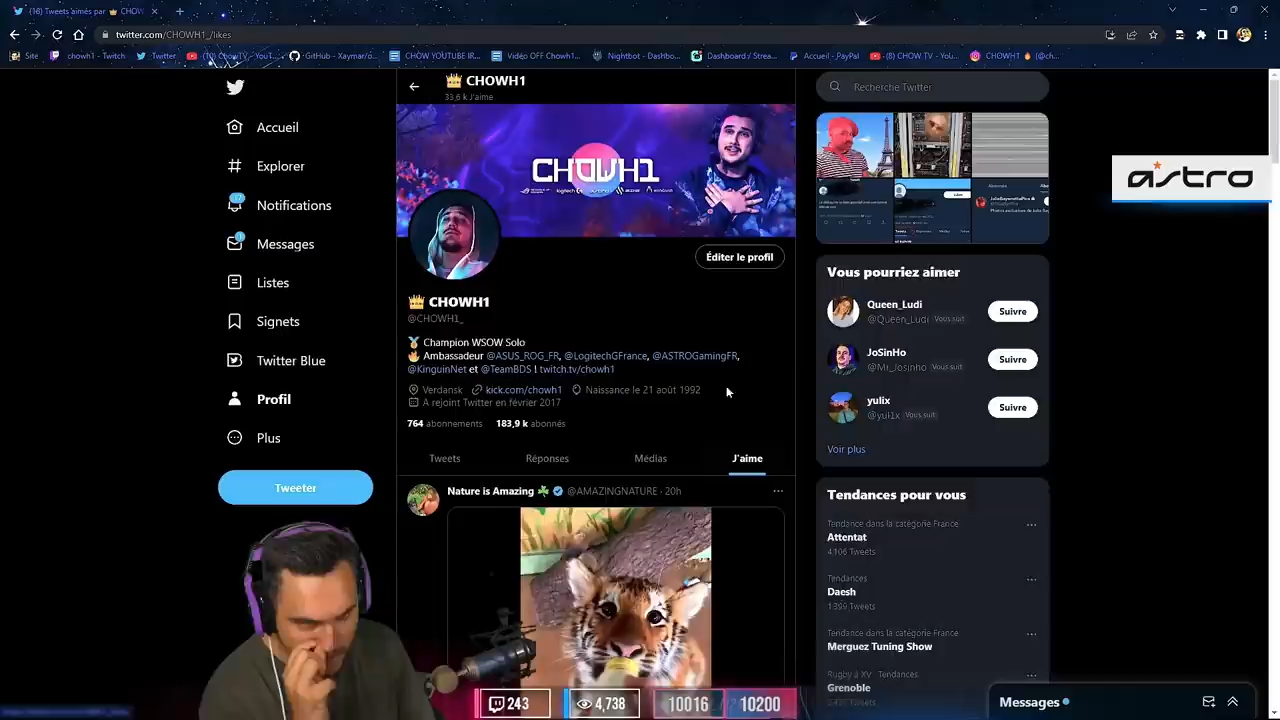 (16) Tweets aimés par 👑 CHOW
twitter.com/CHOWH1_/likes
Site
chowh1 - Twitch
Twitter
(10) ChowTV - YouT...
GitHub - Xaymar/o...
CHOW YOUTUBE IR...
Vidéo OFF Chowh1...
Nightbot - Dashbo...
Dashboard / Strea...
Accueil - PayPal
(8) CHOW TV - You...
CHOWH1 (@ch...
Accueil
Explorer
Notifications
Messages
Listes
Signets
Twitter Blue
Profil
Plus
Tweeter
👑 CHOWH1
33,6 k J'aime
CHOWH1
Éditer le profil
👑 CHOWH1
@CHOWH1_
🏅 Champion WSOW Solo
🔥 Ambassadeur @ASUS_ROG_FR, @LogitechGFrance, @ASTROGamingFR,
@KinguinNet et @TeamBDS ! twitch.tv/chowh1
Verdansk kick.com/chowh1 Naissance le 21 août 1992
A rejoint Twitter en février 2017
764 abonnements 183,9 k abonnés
Tweets Réponses Médias J'aime
Nature is Amazing ☘️ @AMAZINGNATURE · 20h
Recherche Twitter
Vous pourriez aimer
Queen_Ludi
@Queen_Ludi Vous suit
Suivre
JoSinHo
@Mr_Josinho Vous suit
Suivre
yulix
@yul1x Vous suit
Suivre
Voir plus
Tendances pour vous
Tendance dans la catégorie France
Attentat
4 106 Tweets
Tendances
Daesh
1 399 Tweets
Tendance dans la catégorie France
Merguez Tuning Show
Rugby à XV · Tendances
Grenoble
Messages
astro
243
4,738
10016
10200